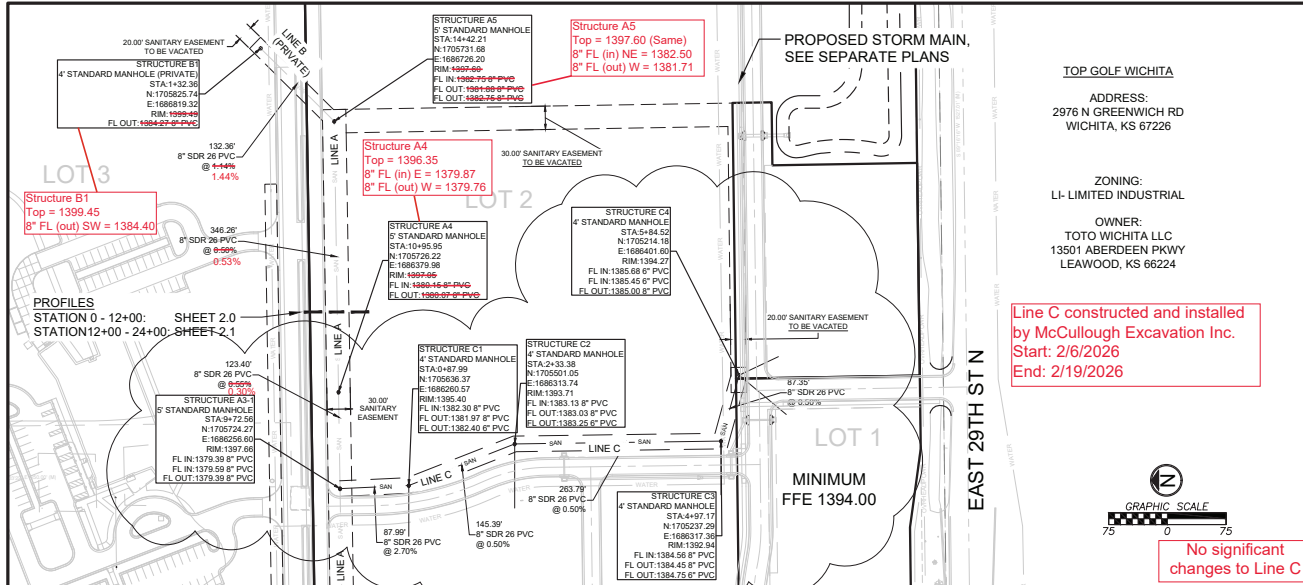 STRUCTURE A5
5' STANDARD MANHOLE
STA:14+42.21
N:1705731.68
E:1686726.20
RIM:1397.60
FL IN:1382.75 8" PVC
FL OUT:1381.88 8" PVC
FL OUT:1382.75 8" PVC
Structure A5
Top = 1397.60 (Same)
8" FL (in) NE = 1382.50
8" FL (out) W = 1381.71
PROPOSED STORM MAIN,
SEE SEPARATE PLANS
TOP GOLF WICHITA
ADDRESS:
2976 N GREENWICH RD
WICHITA, KS 67226
ZONING:
LI- LIMITED INDUSTRIAL
OWNER:
TOTO WICHITA LLC
13501 ABERDEEN PKWY
LEAWOOD, KS 66224
20.00' SANITARY EASEMENT
TO BE VACATED
LINE B
(PRIVATE)
STRUCTURE B1
4' STANDARD MANHOLE (PRIVATE)
STA:1+32.36
N:1705825.74
E:1686819.32
RIM:1399.49
FL OUT:1384.27 8" PVC
132.36'
8" SDR 26 PVC
@ 1.14%
1.44%
LOT 3
Structure B1
Top = 1399.45
8" FL (out) SW = 1384.40
LINE A
SAN
30.00' SANITARY EASEMENT
TO BE VACATED
WATER
Structure A4
Top = 1396.35
8" FL (in) E = 1379.87
8" FL (out) W = 1379.76
LOT 2
STRUCTURE A4
5' STANDARD MANHOLE
STA:10+95.95
N:1705726.22
E:1686379.98
FL IN:1380.15 8" PVC
FL OUT:1380.07 8" PVC
346.26'
8" SDR 26 PVC
0.53%
STRUCTURE C4
4' STANDARD MANHOLE
STA:5+84.52
N:1705214.18
E:1686401.60
RIM:1394.27
FL IN:1385.68 6" PVC
FL IN:1385.45 6" PVC
FL OUT:1385.00 8" PVC
PROFILES
STATION 0 - 12+00: SHEET 2.0
STATION12+00 - 24+00: SHEET 2.1
20.00' SANITARY EASEMENT
TO BE VACATED
Line C constructed and installed
by McCullough Excavation Inc.
Start: 2/6/2026
End: 2/19/2026
LINE A
123.40'
8" SDR 26 PVC
@ 0.55%
0.30%
STRUCTURE A3-1
5' STANDARD MANHOLE
STA:9+72.56
N:1705724.27
E:1686256.60
RIM:1397.66
FL IN:1379.39 8" PVC
FL IN:1379.59 8" PVC
FL OUT:1379.39 8" PVC
30.00'
SANITARY
EASEMENT
STRUCTURE C1
4' STANDARD MANHOLE
STA:0+87.99
N:1705636.37
E:1686260.57
RIM:1395.40
FL IN:1382.30 8" PVC
FL OUT:1381.97 8" PVC
FL OUT:1382.40 6" PVC
STRUCTURE C2
4' STANDARD MANHOLE
STA:2+33.38
N:1705501.05
E:1686313.74
RIM:1393.71
FL IN:1383.13 8" PVC
FL OUT:1383.03 8" PVC
FL OUT:1383.25 6" PVC
87.35'
8" SDR 26 PVC
@ 0.50%
LOT 1
EAST 29TH ST N
SAN
LINE C
SAN
SAN
SAN
LINE C
SAN
SAN
MINIMUM
FFE 1394.00
87.99'
8" SDR 26 PVC
@ 2.70%
145.39'
8" SDR 26 PVC
@ 0.50%
263.79'
8" SDR 26 PVC
@ 0.50%
STRUCTURE C3
4' STANDARD MANHOLE
STA:4+97.17
N:1705237.29
E:1686317.36
RIM:1392.94
FL IN:1384.56 8" PVC
FL OUT:1384.45 8" PVC
FL OUT:1384.75 6" PVC
N
GRAPHIC SCALE
75 0 75
LINE A
No significant
changes to Line C